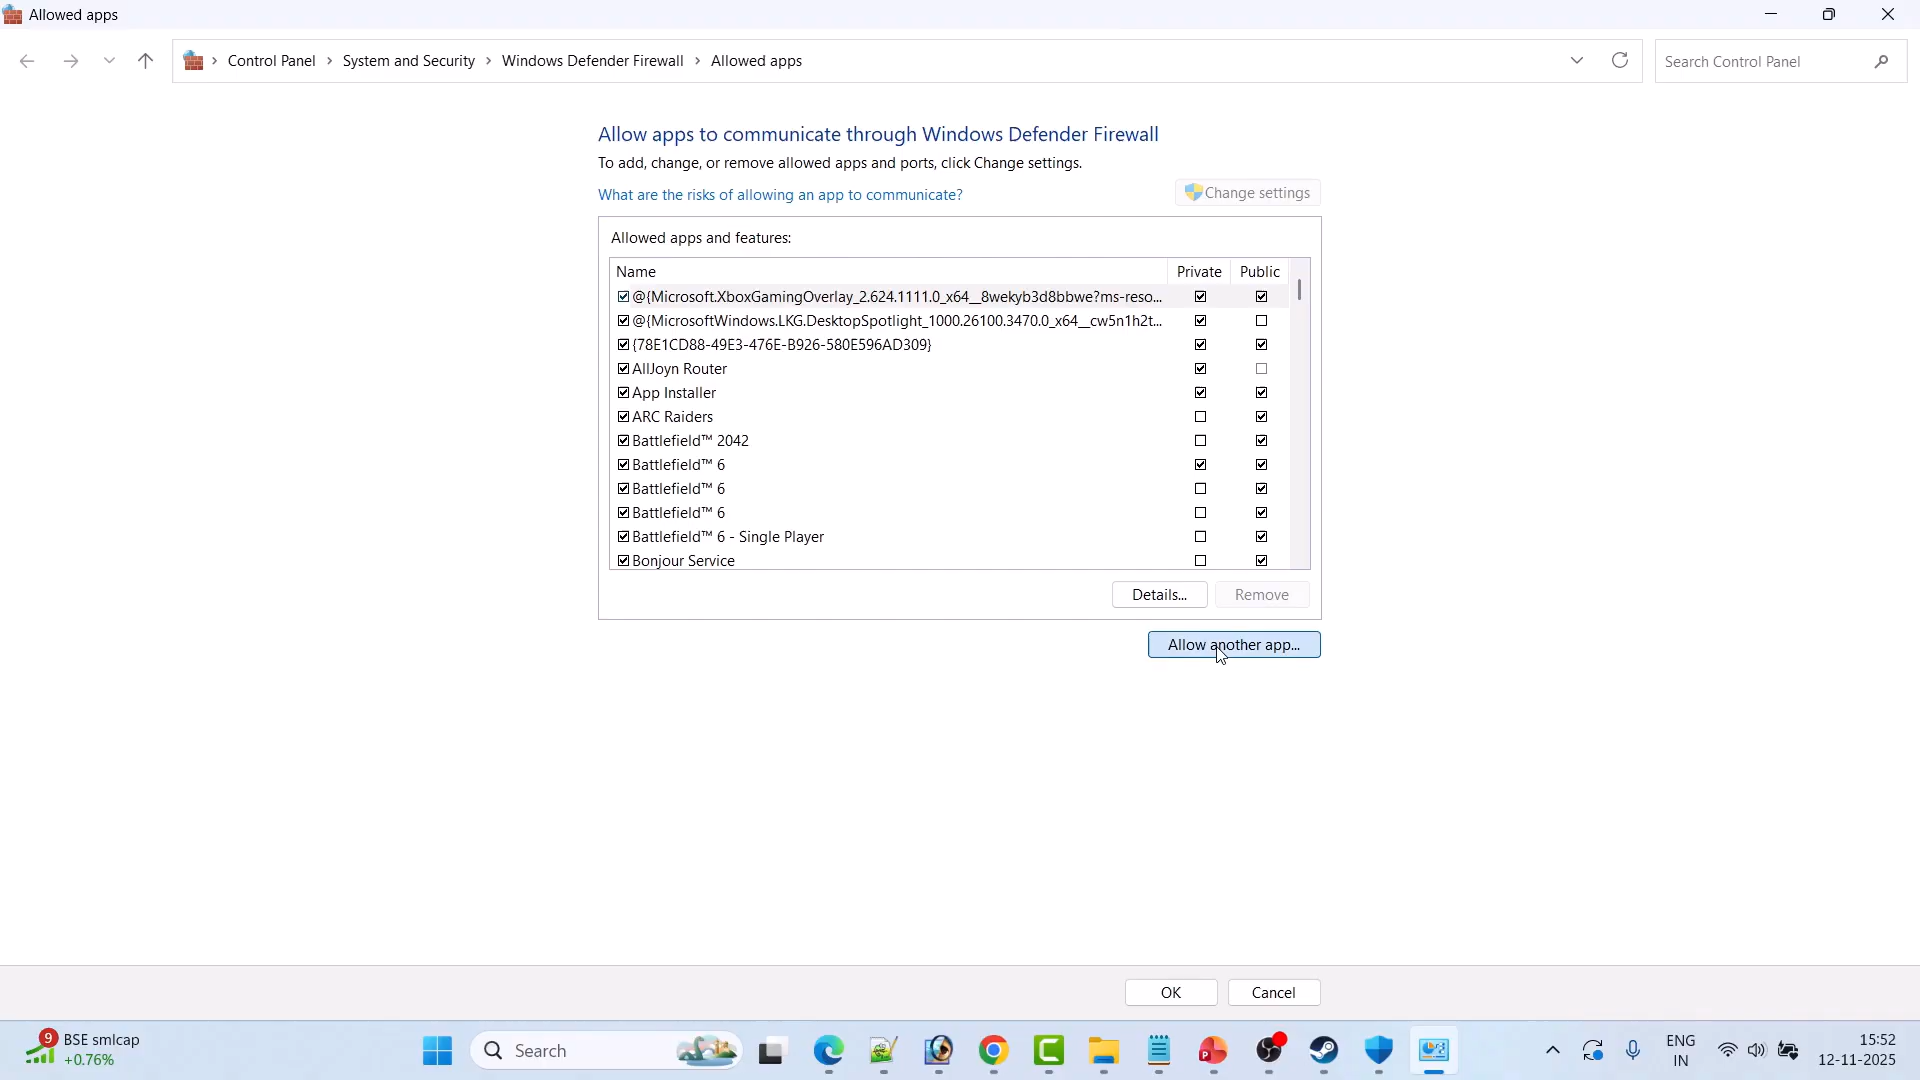 Allowed apps
Control Panel > System and Security > Windows Defender Firewall > Allowed apps
Search Control Panel
Allow apps to communicate through Windows Defender Firewall
To add, change, or remove allowed apps and ports, click Change settings.
What are the risks of allowing an app to communicate?
Change settings
Allowed apps and features:
Name Private Public
@{Microsoft.XboxGamingOverlay_2.624.1111.0_x64__8wekyb3d8bbwe?ms-reso...
@{MicrosoftWindows.LKG.DesktopSpotlight_1000.26100.3470.0_x64__cw5n1h2t...
{78E1CD88-49E3-476E-B926-580E596AD309}
AllJoyn Router
App Installer
ARC Raiders
Battlefield™ 2042
Battlefield™ 6
Battlefield™ 6
Battlefield™ 6
Battlefield™ 6 - Single Player
Bonjour Service
Details... Remove
Allow another app...
OK Cancel
9 BSE smlcap
+0.76%
Search
ENG
IN
15:52
12-11-2025